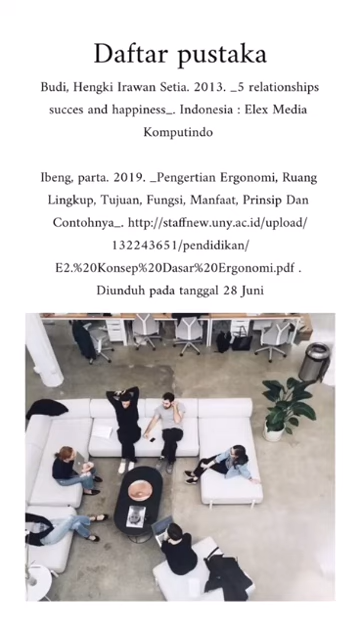 Daftar pustaka
Budi, Hengki Irawan Setia. 2013. _5 relationships
succes and happiness_. Indonesia : Elex Media
Komputindo
Ibeng, parta. 2019. _Pengertian Ergonomi, Ruang
Lingkup, Tujuan, Fungsi, Manfaat, Prinsip Dan
Contohnya_. http://staffnew.uny.ac.id/upload/
132243651/pendidikan/
E2.%20Konsep%20Dasar%20Ergonomi.pdf .
Diunduh pada tanggal 28 Juni